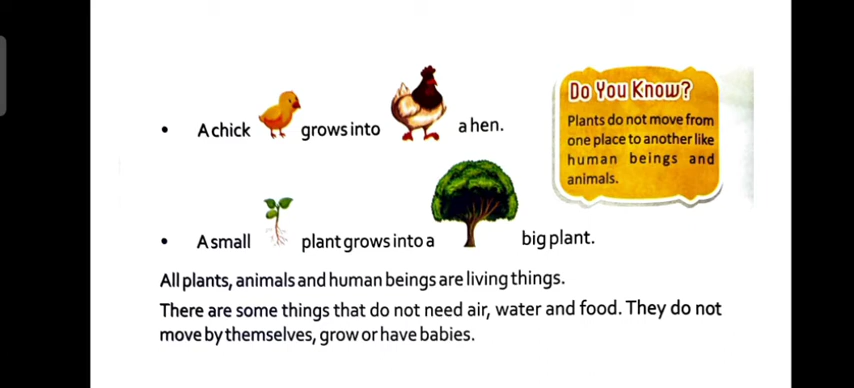 • A chick grows into a hen.
Do You Know?
Plants do not move from
one place to another like
human beings and
animals.
• A small plant grows into a big plant.
All plants, animals and human beings are living things.
There are some things that do not need air, water and food. They do not
move by themselves, grow or have babies.